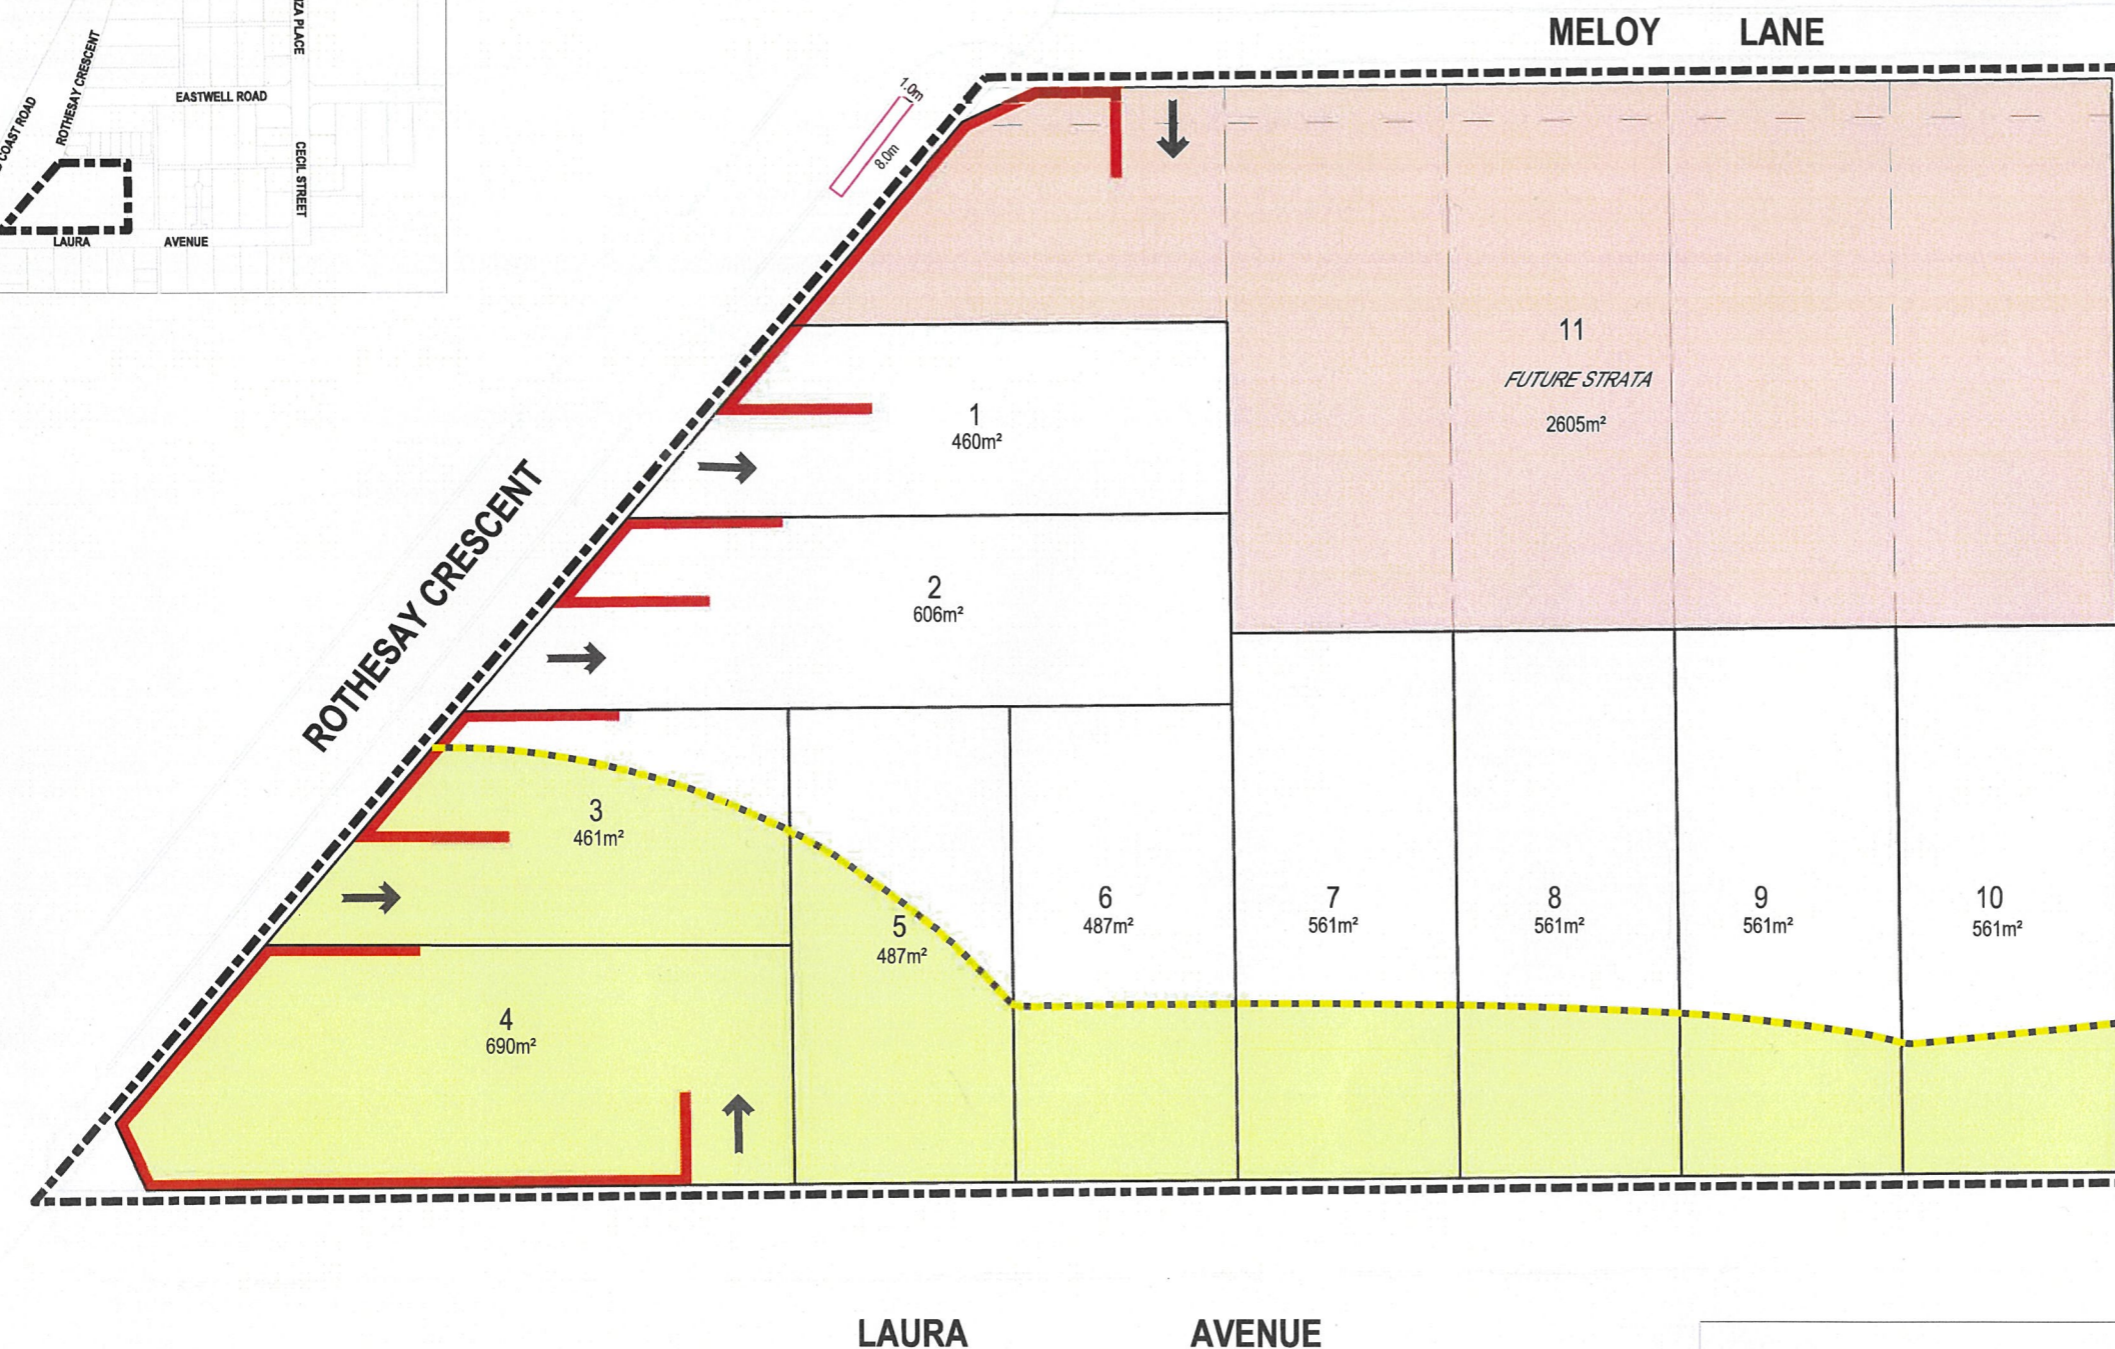 ROTHESAY CRESCENT
COAST ROAD
EASTWELL ROAD
CECIL STREET
LAURA AVENUE
MELOY LANE
1.0m
8.0m
ROTHESAY CRESCENT
11
FUTURE STRATA
2605m²
1
460m²
2
606m²
3
461m²
4
690m²
5
487m²
6
487m²
7
561m²
8
561m²
9
561m²
10
561m²
LAURA AVENUE